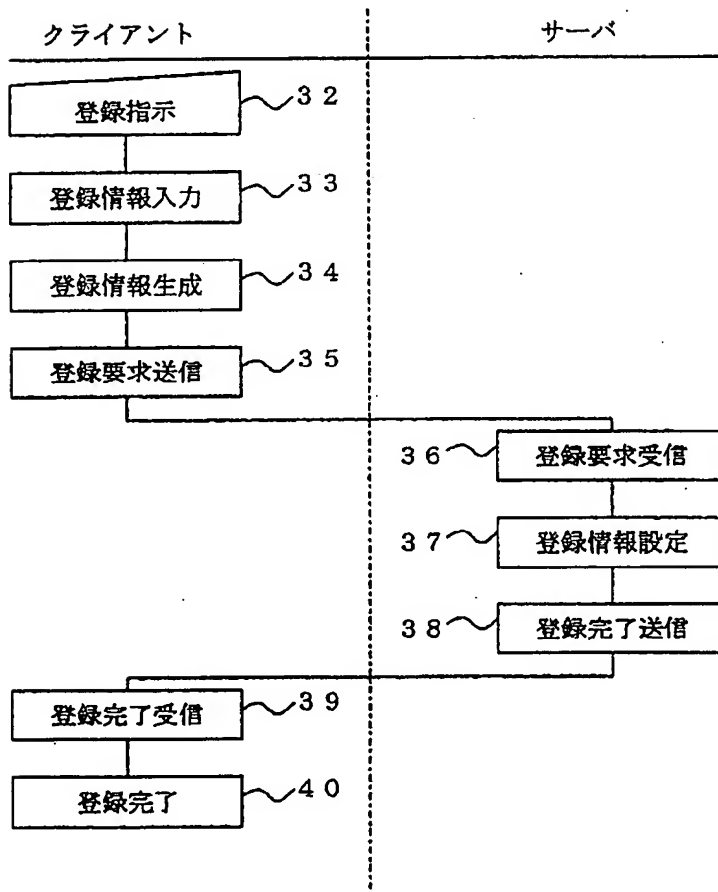 クライアント
サーバ
登録指示
32
登録情報入力
33
登録情報生成
34
登録要求送信
35
36
登録要求受信
37
登録情報設定
38
登録完了送信
登録完了受信
39
登録完了
40